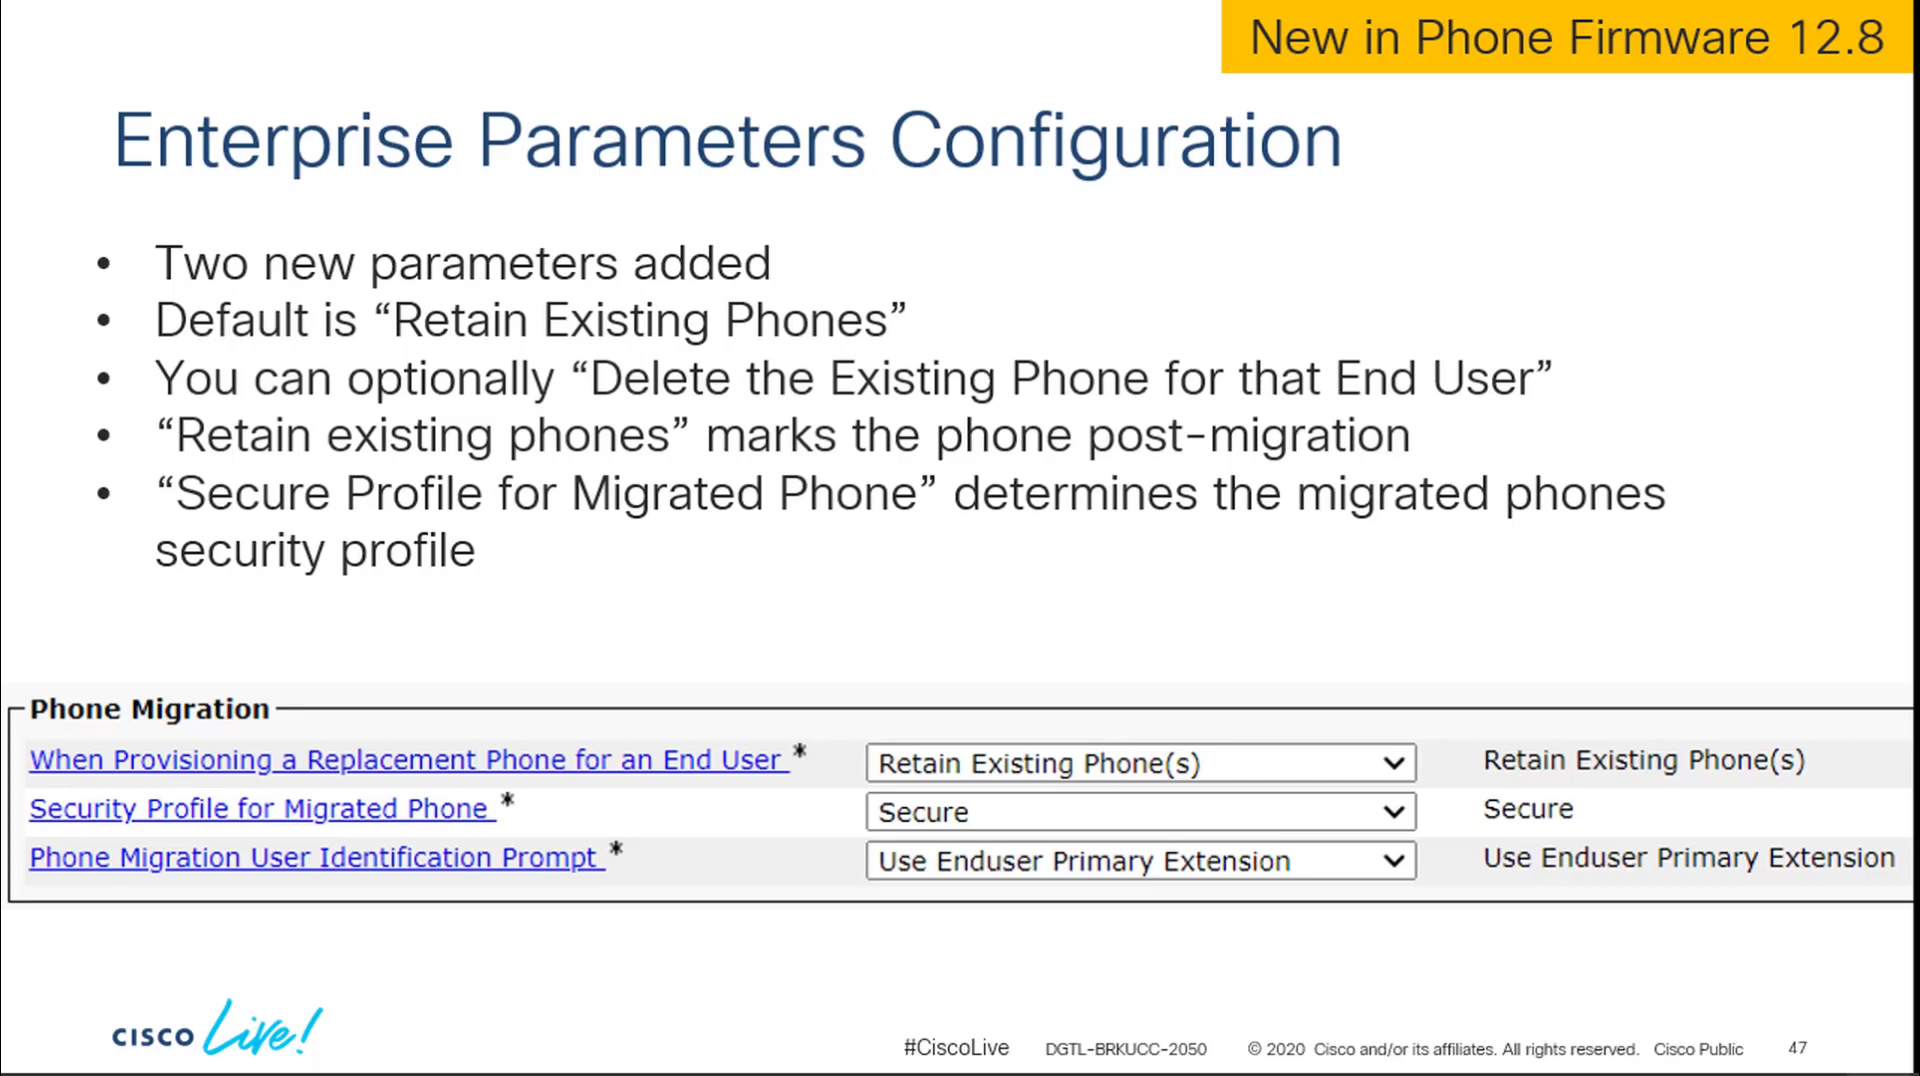 New in Phone Firmware 12.8
Enterprise Parameters Configuration
• Two new parameters added
• Default is “Retain Existing Phones”
• You can optionally “Delete the Existing Phone for that End User”
• “Retain existing phones” marks the phone post-migration
• “Secure Profile for Migrated Phone” determines the migrated phones
security profile
Phone Migration
When Provisioning a Replacement Phone for an End User * Retain Existing Phone(s) Retain Existing Phone(s)
Security Profile for Migrated Phone * Secure Secure
Phone Migration User Identification Prompt * Use Enduser Primary Extension Use Enduser Primary Extension
CISCO Live!
#CiscoLive DGTL-BRKUCC-2050 © 2020 Cisco and/or its affiliates. All rights reserved. Cisco Public 47